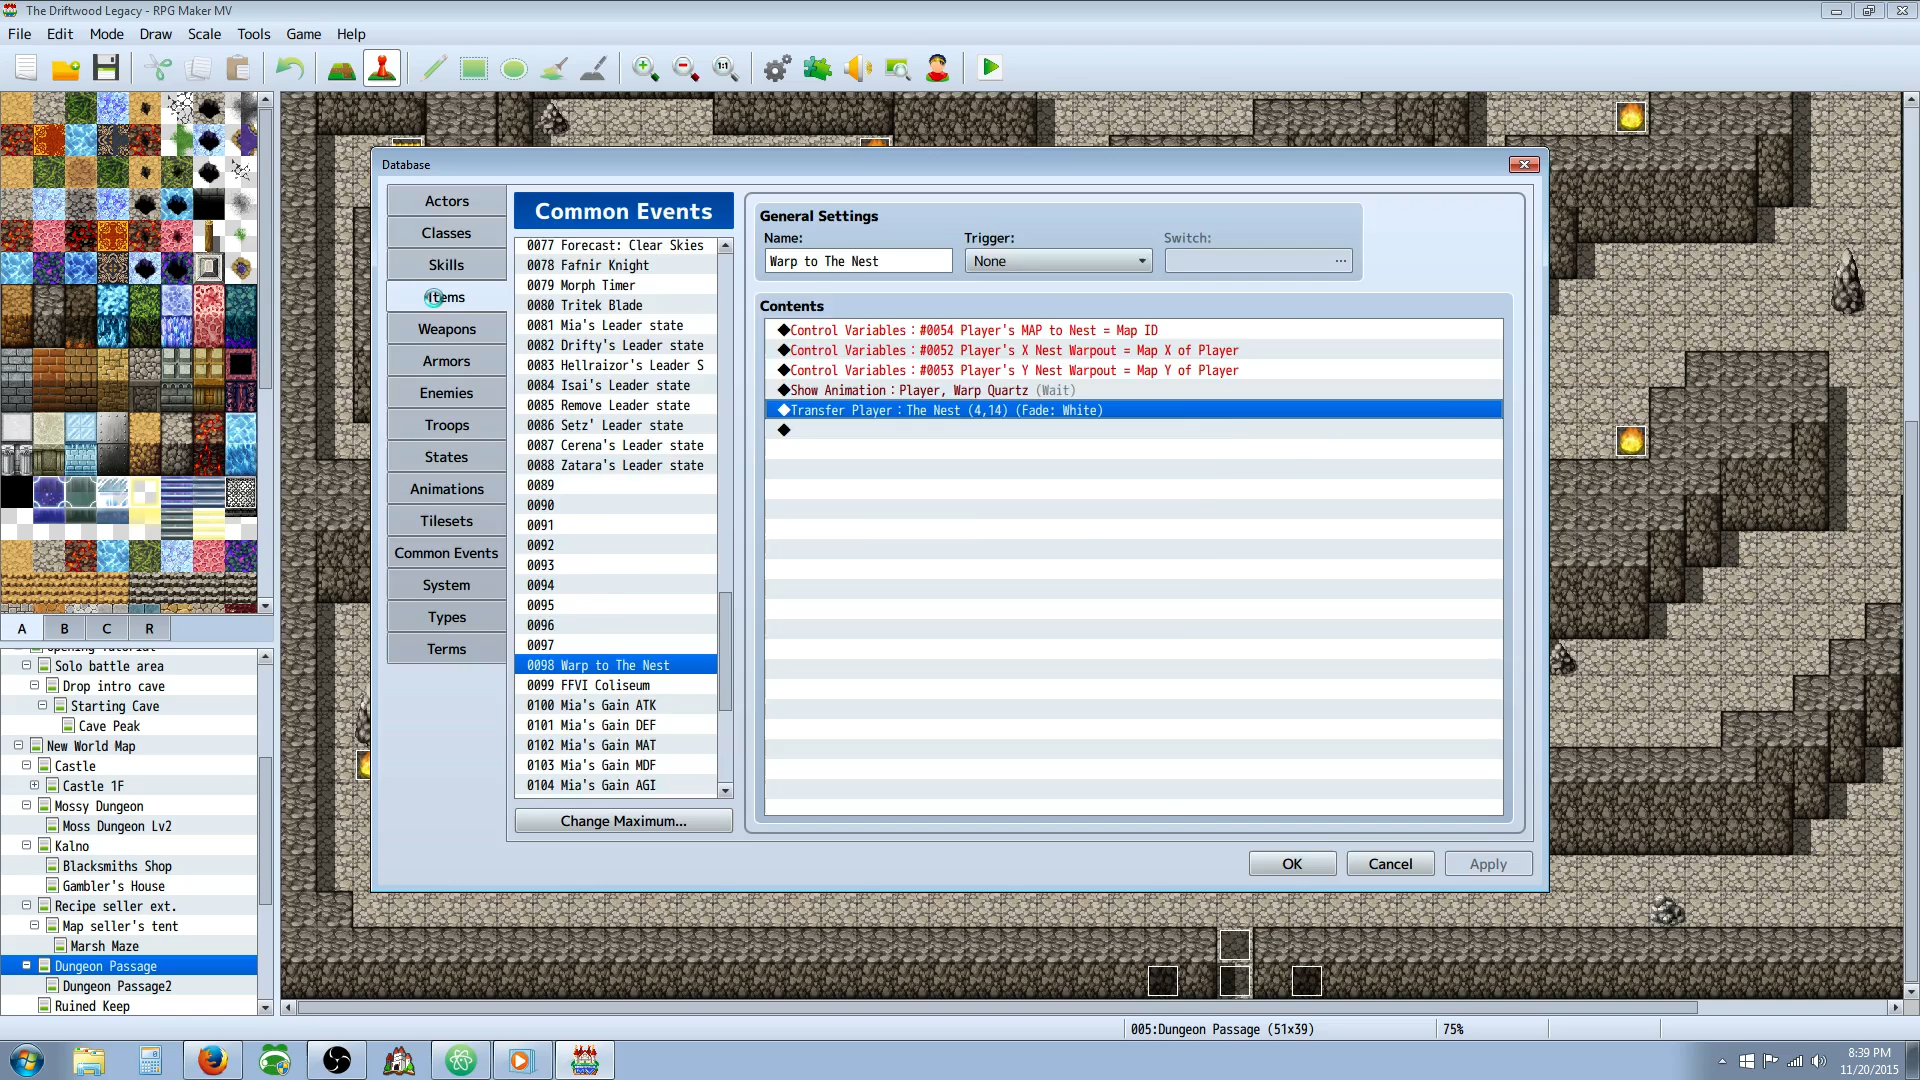 The Driftwood Legacy - RPG Maker MV
File Edit Mode Draw Scale Tools Game Help
1:1
Database
Actors
Classes
Skills
Items
Weapons
Armors
Enemies
Troops
States
Animations
Tilesets
Common Events
System
Types
Terms
Common Events
0077 Forecast: Clear Skies
0078 Fafnir Knight
0079 Morph Timer
0080 Tritek Blade
0081 Mia's Leader state
0082 Drifty's Leader state
0083 Hellraizor's Leader S
0084 Isai's Leader state
0085 Remove Leader state
0086 Setz' Leader state
0087 Cerena's Leader state
0088 Zatara's Leader state
0089
0090
0091
0092
0093
0094
0095
0096
0097
0098 Warp to The Nest
0099 FFVI Coliseum
0100 Mia's Gain ATK
0101 Mia's Gain DEF
0102 Mia's Gain MAT
0103 Mia's Gain MDF
0104 Mia's Gain AGI
Change Maximum...
General Settings
Name: Trigger: Switch:
Warp to The Nest None ...
Contents
◆Control Variables : #0054 Player's MAP to Nest = Map ID
◆Control Variables : #0052 Player's X Nest Warpout = Map X of Player
◆Control Variables : #0053 Player's Y Nest Warpout = Map Y of Player
◆Show Animation : Player, Warp Quartz (Wait)
◆Transfer Player : The Nest (4,14) (Fade: White)
◆
OK Cancel Apply
A B C R
Opening Tutorial
Solo battle area
Drop intro cave
Starting Cave
Cave Peak
New World Map
Castle
Castle 1F
Mossy Dungeon
Moss Dungeon Lv2
Kalno
Blacksmiths Shop
Gambler's House
Recipe seller ext.
Map seller's tent
Marsh Maze
Dungeon Passage
Dungeon Passage2
Ruined Keep
005:Dungeon Passage (51x39) 75%
8:39 PM
11/20/2015